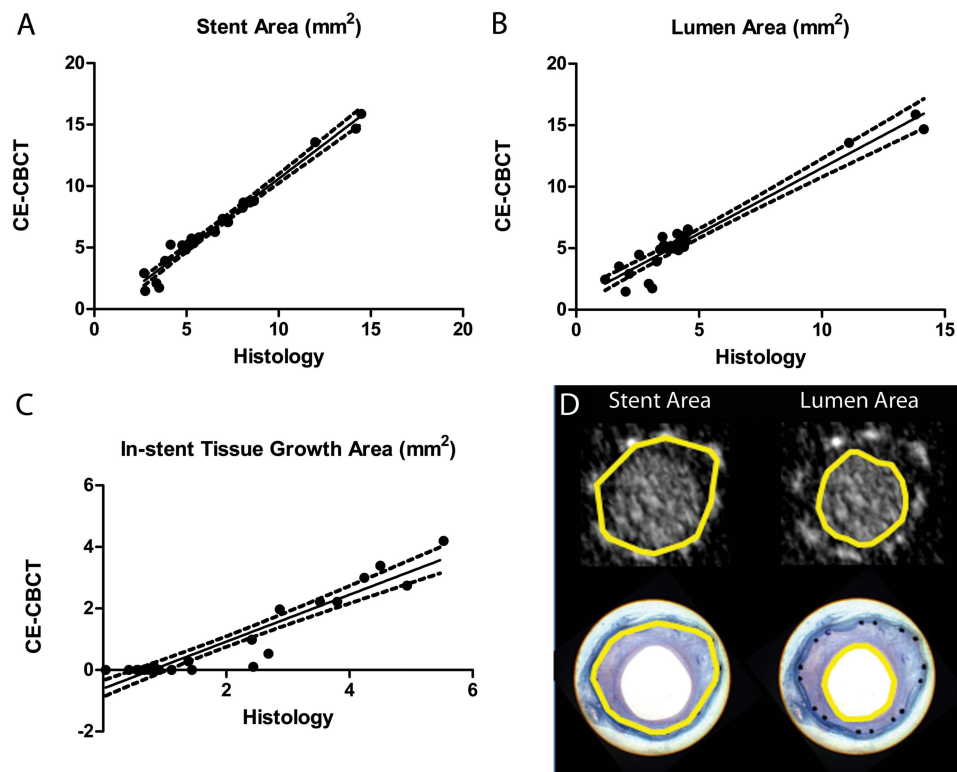 A
Stent Area (mm²)
20
15
10
5
0
CE-CBCT
0 5 10 15 20
Histology
B
Lumen Area (mm²)
20
15
10
5
0
CE-CBCT
0 5 10 15
Histology
C
In-stent Tissue Growth Area (mm²)
6
4
2
0
-2
CE-CBCT
2 4 6
Histology
D
Stent Area Lumen Area